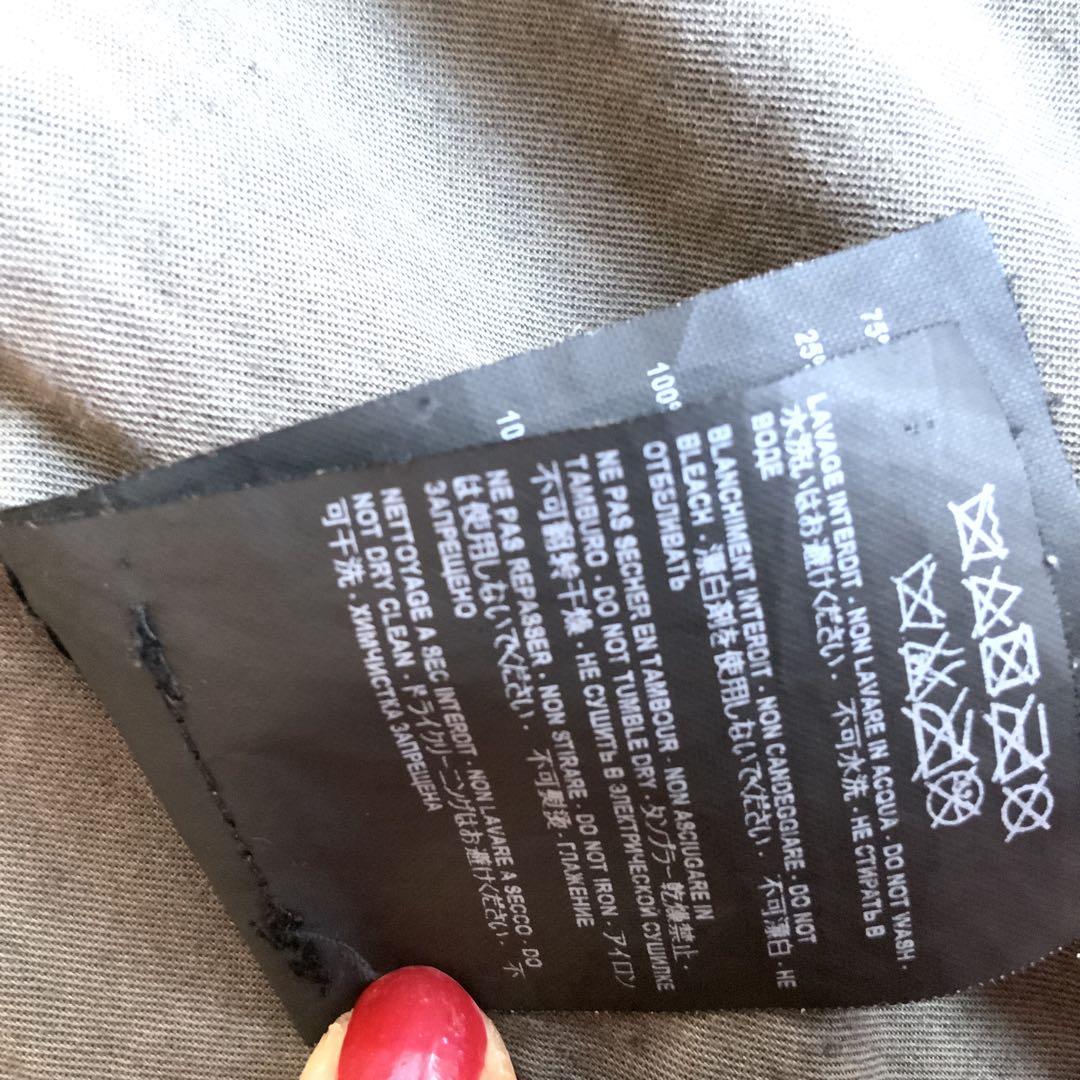 75%
25%
100%
10
LAVAGE INTERDIT . NON LAVARE IN ACQUA . DO NOT WASH .
水洗いはお避けください . 不可水洗 . НЕ СТИРАТЬ В
ВОДЕ
BLANCHIMENT INTERDIT . NON CANDEGGIARE . DO NOT
BLEACH . 漂白剤を使用しないでください . 不可漂白 . НЕ
ОТБЕЛИВАТЬ
NE PAS SECHER EN TAMBOUR . NON ASCIUGARE IN
TAMBURO . DO NOT TUMBLE DRY . タンブラー乾燥禁止 .
不可翻转干燥 . НЕ СУШИТЬ В ЭЛЕКТРИЧЕСКОЙ СУШИЛКЕ
NE PAS REPASSER . NON STIRARE . DO NOT IRON . アイロン
は使用しないでください . 不可熨烫 . ГЛАЖЕНИЕ
ЗАПРЕЩЕНО
NETTOYAGE A SEC INTERDIT . NON LAVARE A SECCO . DO
NOT DRY CLEAN . ドライクリーニングはお避けください . 不
可干洗 . ХИМЧИСТКА ЗАПРЕЩЕНА